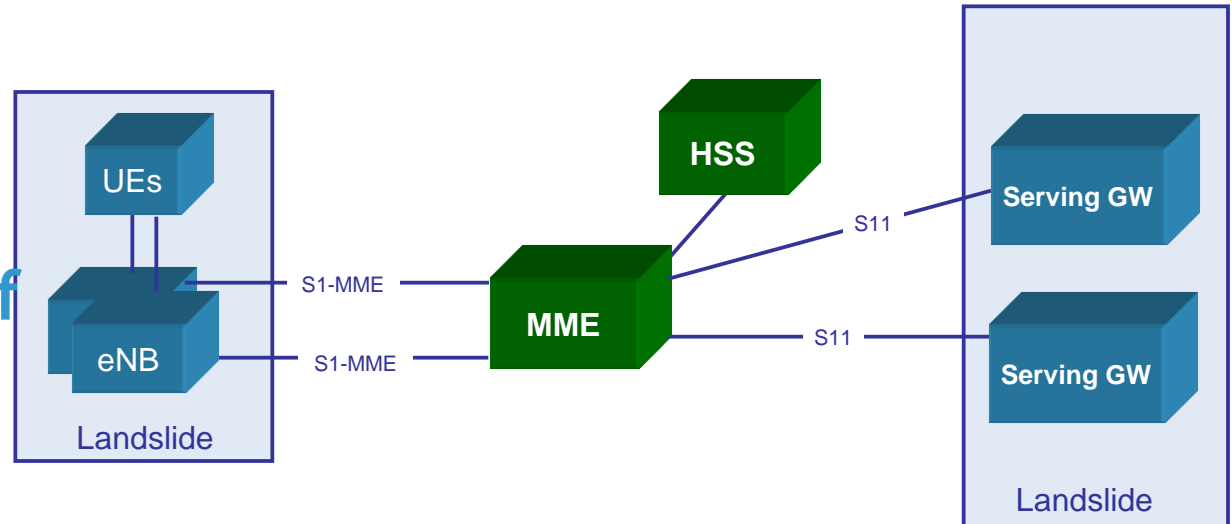 HSS
UEs
Serving GW
S11
f
S1-MME
MME
S11
eNB
S1-MME
Serving GW
Landslide
Landslide